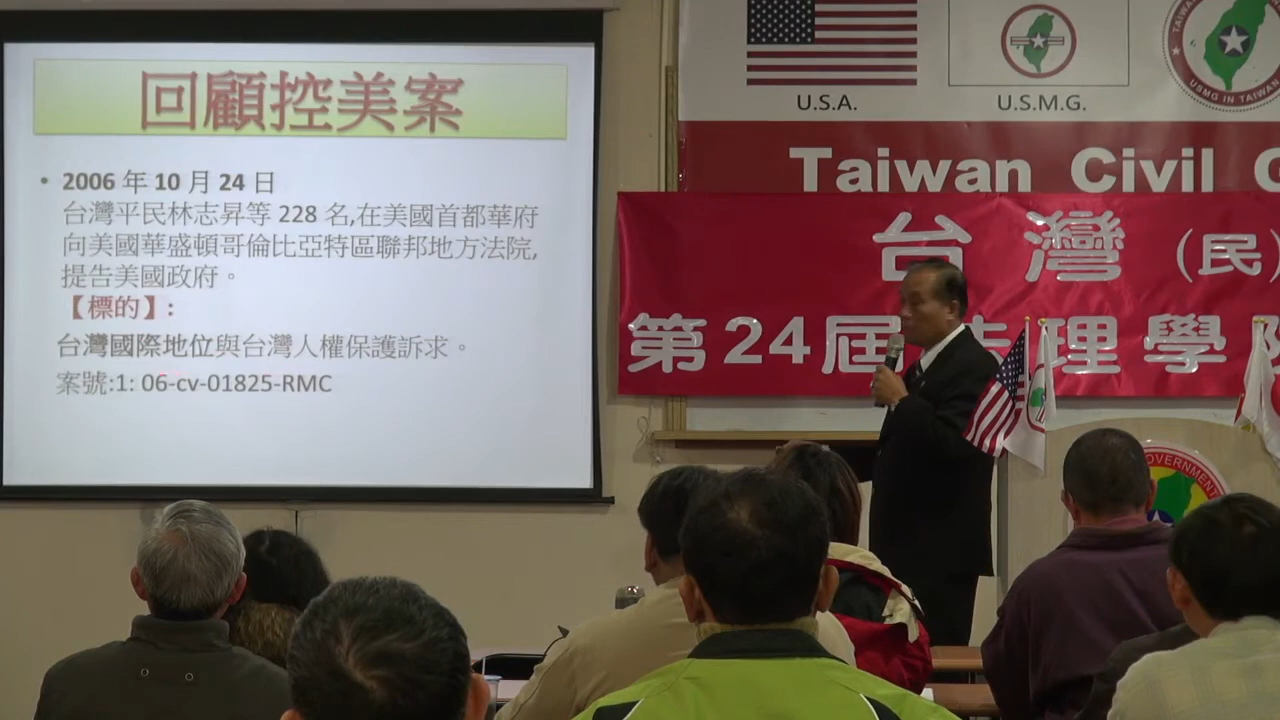 回顧控美案
• 2006 年 10 月 24 日
台灣平民林志昇等 228 名,在美國首都華府
向美國華盛頓哥倫比亞特區聯邦地方法院,
提告美國政府。
【標的】:
台灣國際地位與台灣人權保護訴求。
案號:1: 06-cv-01825-RMC
U.S.A.
U.S.M.G.
USMG IN TAIWAN
Taiwan Civil G
台灣(民)
第24屆 理學
OVERNMENT